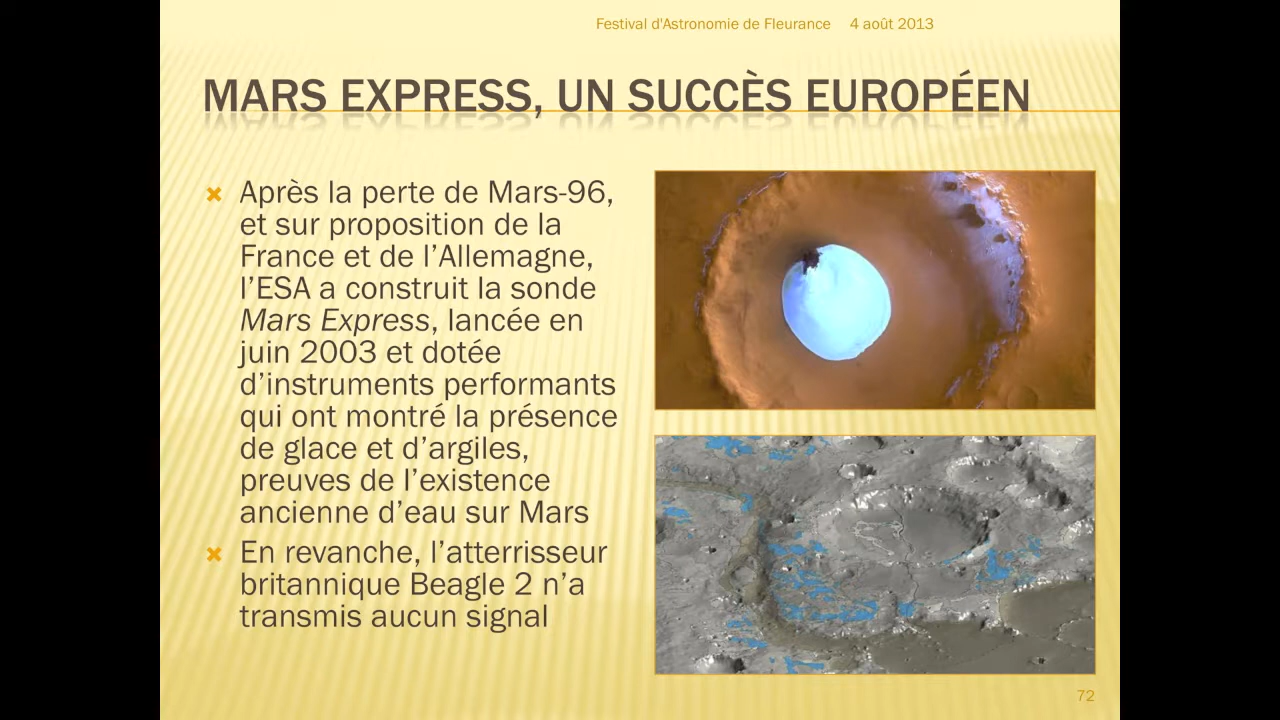 Festival d'Astronomie de Fleurance 4 août 2013
MARS EXPRESS, UN SUCCÈS EUROPÉEN
Après la perte de Mars-96,
et sur proposition de la
France et de l’Allemagne,
l’ESA a construit la sonde
Mars Express, lancée en
juin 2003 et dotée
d’instruments performants
qui ont montré la présence
de glace et d’argiles,
preuves de l’existence
ancienne d’eau sur Mars
En revanche, l’atterrisseur
britannique Beagle 2 n’a
transmis aucun signal
72